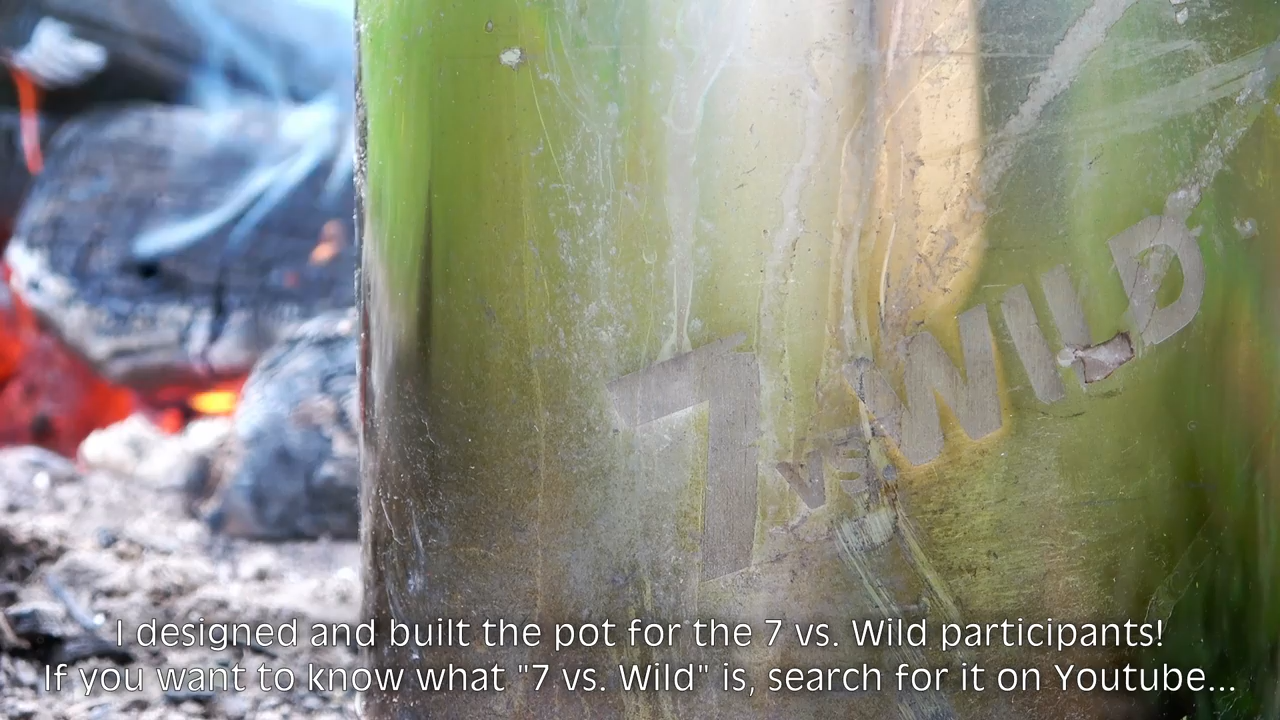 7 vs WILD
I designed and built the pot for the 7 vs. Wild participants!
If you want to know what "7 vs. Wild" is, search for it on Youtube...